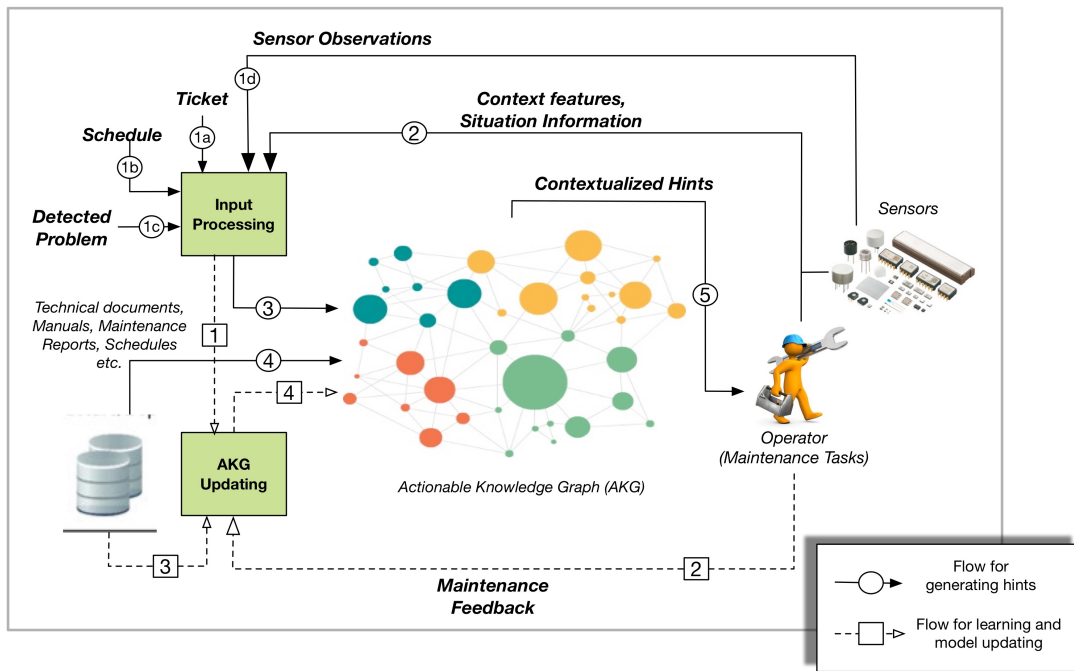 Sensor Observations
1d
Ticket
1a
Context features,
Situation Information
2
Schedule
1b
Input
Processing
Contextualized Hints
Detected
Problem
1c
Sensors
Technical documents,
Manuals, Maintenance
Reports, Schedules
etc.
3
5
1
4
4
AKG
Updating
Operator
(Maintenance Tasks)
Actionable Knowledge Graph (AKG)
3
2
Maintenance
Feedback
Flow for
generating hints
Flow for learning and
model updating